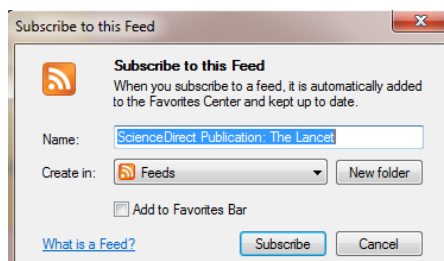 Subscribe to this Feed
Subscribe to this Feed
When you subscribe to a feed, it is automatically added
to the Favorites Center and kept up to date.
Name: ScienceDirect Publication: The Lancet
Create in: Feeds New folder
Add to Favorites Bar
What is a Feed? Subscribe Cancel